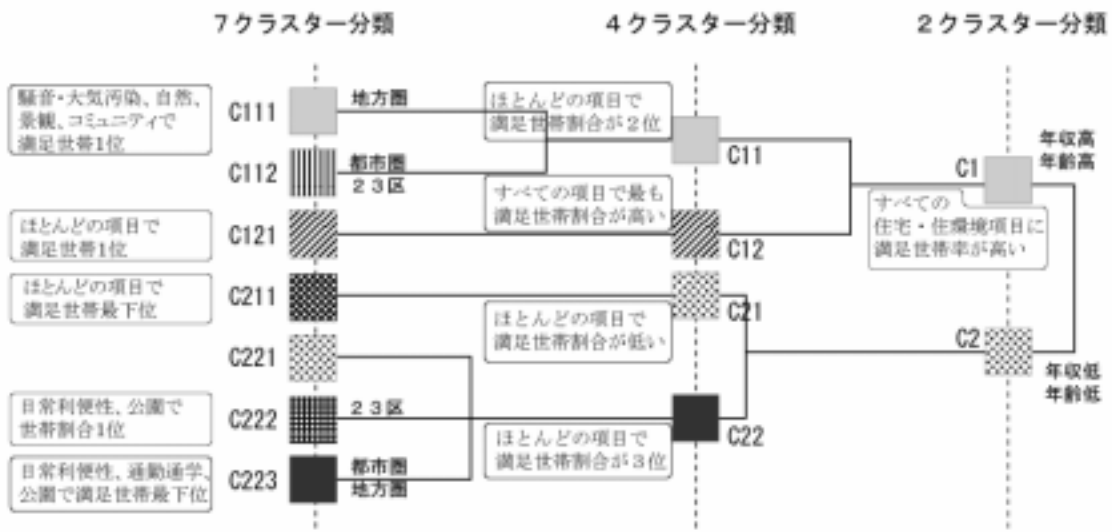 7クラスター分類
4クラスター分類
2クラスター分類
騒音・大気汚染、自然、
景観、コミュニティで
満足世帯1位
C111
地方圏
C112
都市圏
23区
ほとんどの項目で
満足世帯1位
C121
ほとんどの項目で
満足世帯最下位
C211
C221
日常利便性、公園で
世帯割合1位
C222
23区
日常利便性、通勤通学、
公園で満足世帯最下位
C223
都市圏
地方圏
ほとんどの項目で
満足世帯割合が2位
C11
すべての項目で最も
満足世帯割合が高い
C12
C21
ほとんどの項目で
満足世帯割合が低い
C22
ほとんどの項目で
満足世帯割合が3位
C1
年収高
年齢高
すべての
住宅・住環境項目に
満足世帯率が高い
C2
年収低
年齢低